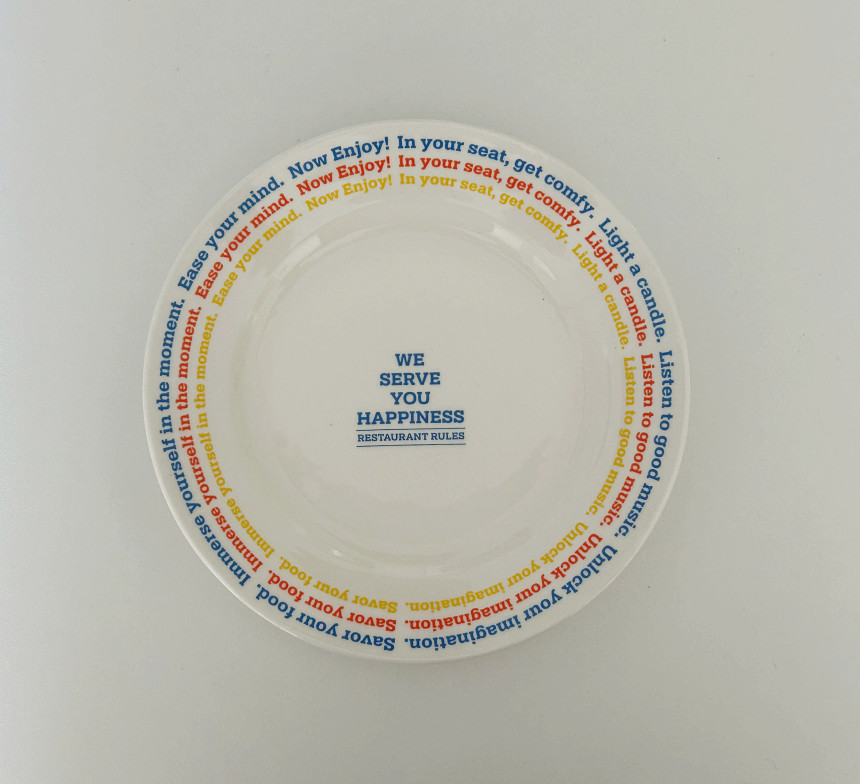 In your seat, get comfy. Light a candle. Listen to good music. Unlock your imagination. Savor your food. Immerse yourself in the moment. Ease your mind. Now Enjoy!
In your seat, get comfy. Light a candle. Listen to good music. Unlock your imagination. Savor your food. Immerse yourself in the moment. Ease your mind. Now Enjoy!
In your seat, get comfy. Light a candle. Listen to good music. Unlock your imagination. Savor your food. Immerse yourself in the moment. Ease your mind. Now Enjoy!
WE
SERVE
YOU
HAPPINESS
RESTAURANT RULES